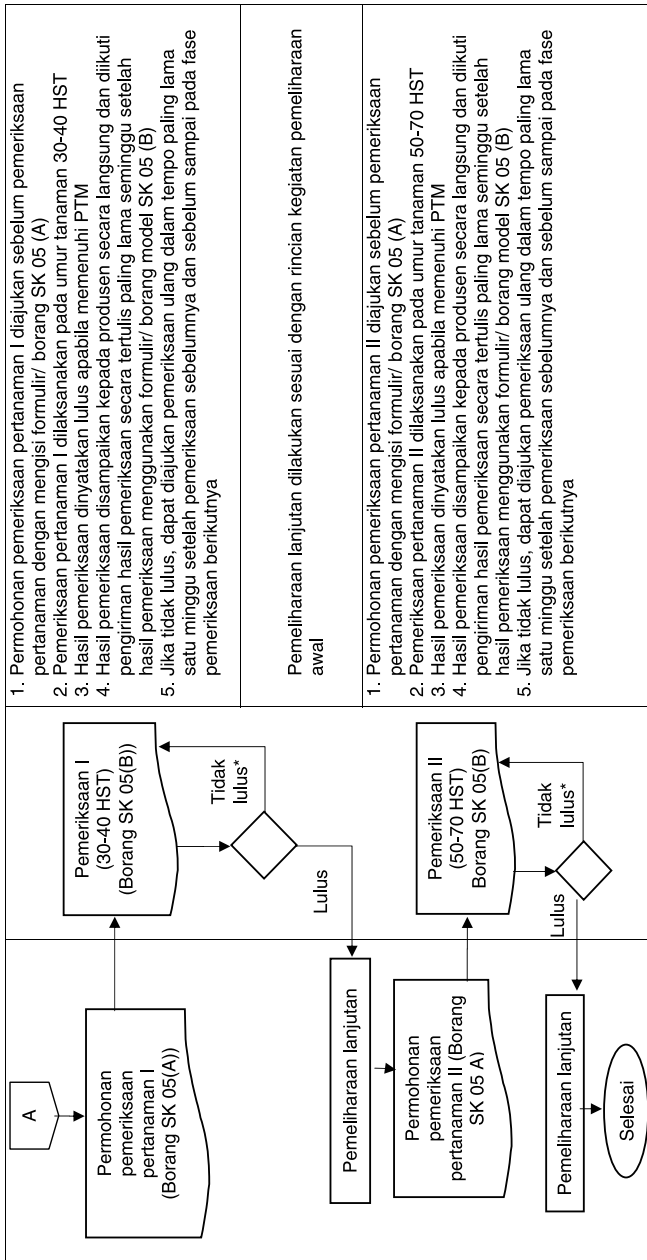 A
Permohonan
pemeriksaan
pertanaman I
(Borang SK 05(A))
Pemeriksaan I
(30-40 HST)
(Borang SK 05(B))
Tidak
lulus*
Lulus
1. Permohonan pemeriksaan pertanaman I diajukan sebelum pemeriksaan
pertanaman dengan mengisi formulir/ borang SK 05 (A)
2. Pemeriksaan pertanaman I dilaksanakan pada umur tanaman 30-40 HST
3. Hasil pemeriksaan dinyatakan lulus apabila memenuhi PTM
4. Hasil pemeriksaan disampaikan kepada produsen secara langsung dan diikuti
pengiriman hasil pemeriksaan secara tertulis paling lama seminggu setelah
hasil pemeriksaan menggunakan formulir/ borang model SK 05 (B)
5. Jika tidak lulus, dapat diajukan pemeriksaan ulang dalam tempo paling lama
satu minggu setelah pemeriksaan sebelumnya dan sebelum sampai pada fase
pemeriksaan berikutnya
Pemeliharaan lanjutan
Pemeliharaan lanjutan dilakukan sesuai dengan rincian kegiatan pemeliharaan
awal
Permohonan
pemeriksaan
pertanaman II (Borang
SK 05 A)
Pemeriksaan II
(50-70 HST)
Borang SK 05(B)
Tidak
lulus*
Lulus
1. Permohonan pemeriksaan pertanaman II diajukan sebelum pemeriksaan
pertanaman dengan mengisi formulir/ borang SK 05 (A)
2. Pemeriksaan pertanaman II dilaksanakan pada umur tanaman 50-70 HST
3. Hasil pemeriksaan dinyatakan lulus apabila memenuhi PTM
4. Hasil pemeriksaan disampaikan kepada produsen secara langsung dan diikuti
pengiriman hasil pemeriksaan secara tertulis paling lama seminggu setelah
hasil pemeriksaan menggunakan formulir/ borang model SK 05 (B)
5. Jika tidak lulus, dapat diajukan pemeriksaan ulang dalam tempo paling lama
satu minggu setelah pemeriksaan sebelumnya dan sebelum sampai pada fase
pemeriksaan berikutnya
Pemeliharaan lanjutan
Selesai